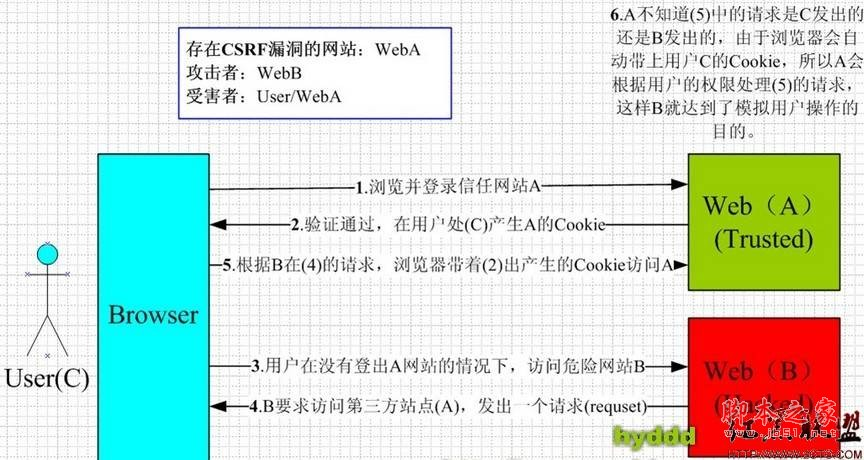 存在CSRF漏洞的网站：WebA
攻击者：WebB
受害者：User/WebA
6.A不知道(5)中的请求是C发出的
还是B发出的，由于浏览器会自
动带上用户C的Cookie，所以A会
根据用户的权限处理(5)的请求，
这样B就达到了模拟用户操作的
目的。
1.浏览并登录信任网站A
2.验证通过，在用户处(C)产生A的Cookie
5.根据B在(4)的请求，浏览器带着(2)出产生的Cookie访问A
Web（A）
(Trusted)
Browser
User(C)
3.用户在没有登出A网站的情况下，访问危险网站B
4.B要求访问第三方站点(A)，发出一个请求(requset)
Web（B）
hyddd
脚本之家
www.jb51.net
盟